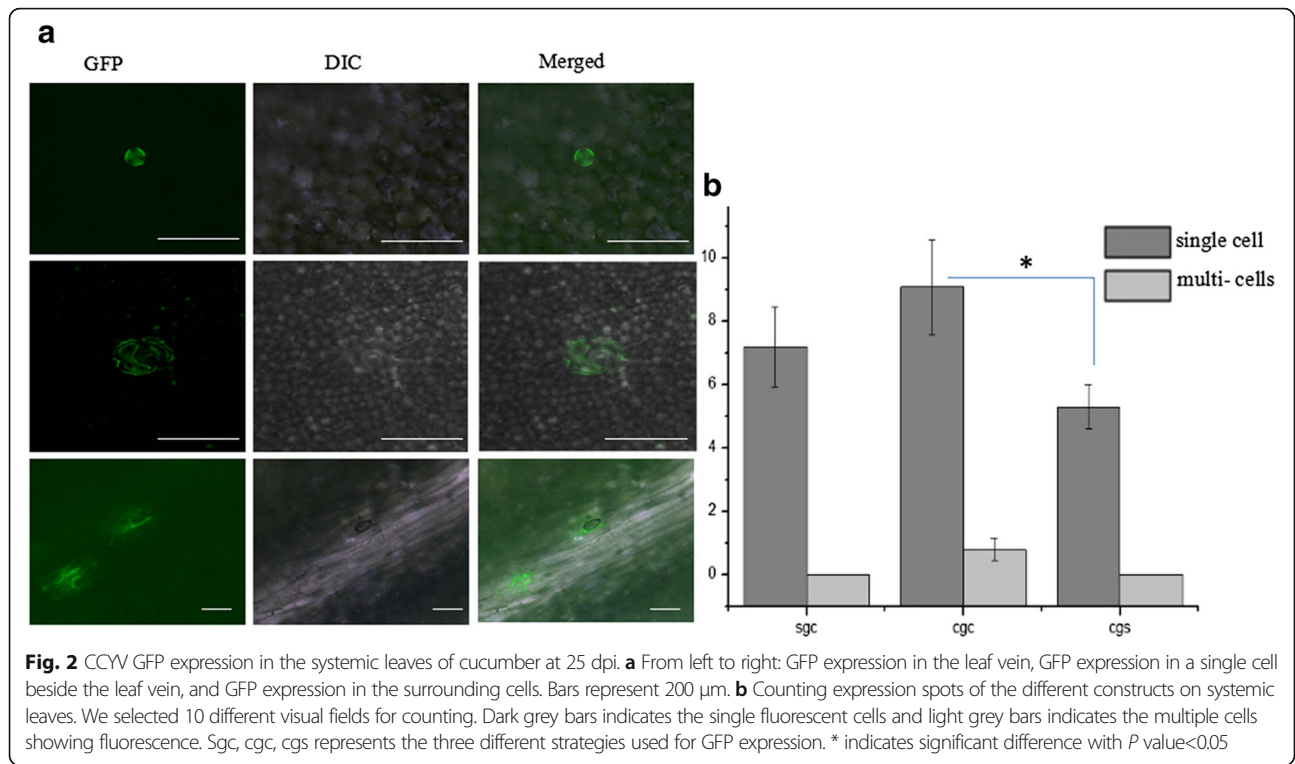 a
GFP DIC Merged
b
single cell
multi- cells
*
10
8
6
4
2
0
sgc cgc cgs
Fig. 2 CCYV GFP expression in the systemic leaves of cucumber at 25 dpi. a From left to right: GFP expression in the leaf vein, GFP expression in a single cell
beside the leaf vein, and GFP expression in the surrounding cells. Bars represent 200 μm. b Counting expression spots of the different constructs on systemic
leaves. We selected 10 different visual fields for counting. Dark grey bars indicates the single fluorescent cells and light grey bars indicates the multiple cells
showing fluorescence. Sgc, cgc, cgs represents the three different strategies used for GFP expression. * indicates significant difference with P value<0.05